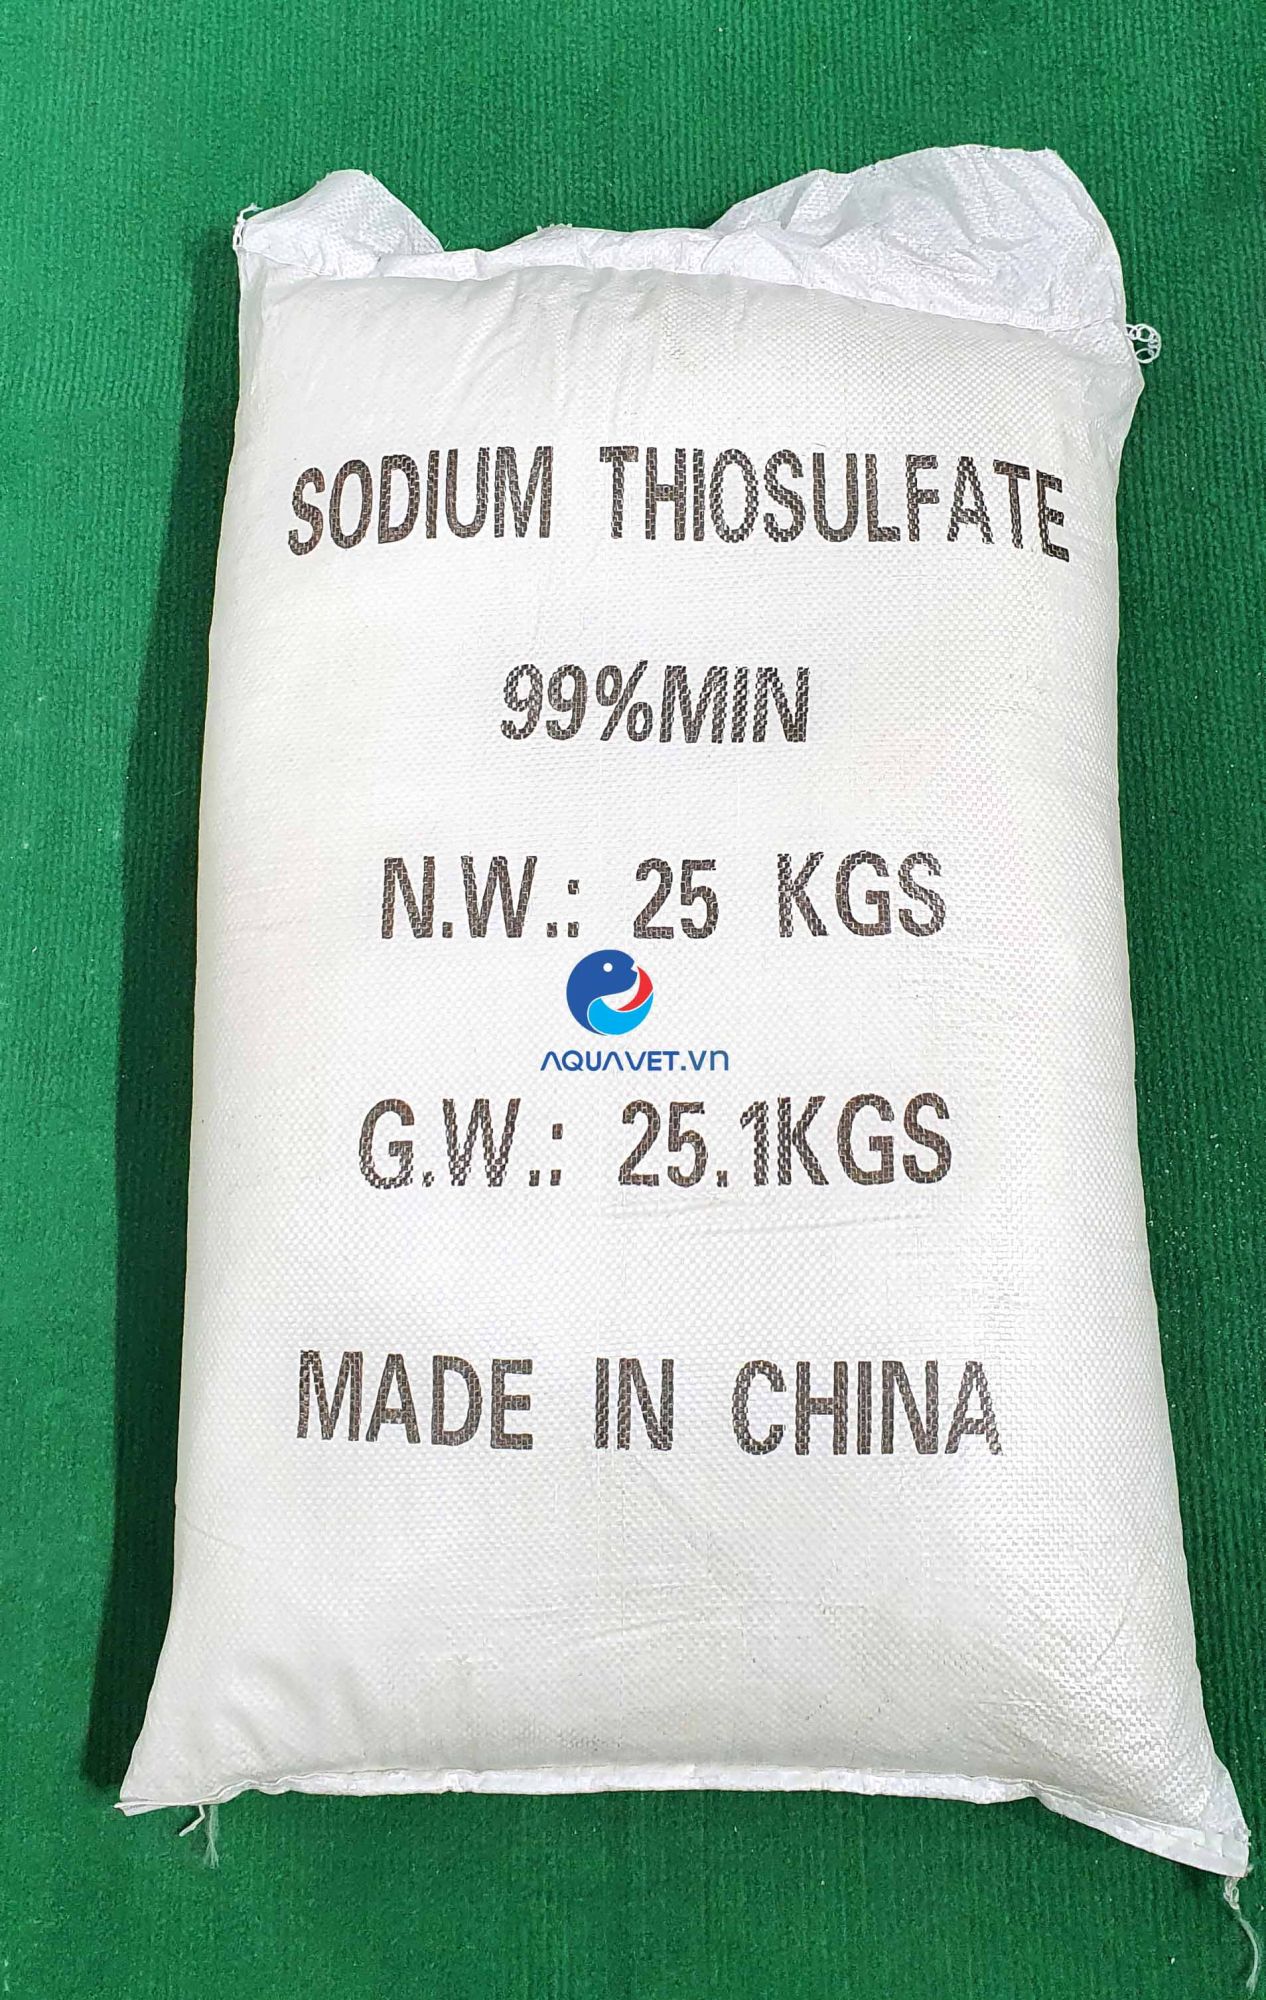 SODIUM THIOSULFATE
99%MIN
N.W.: 25 KGS
AQUAVET.vn
G.W.: 25.1KGS
MADE IN CHINA